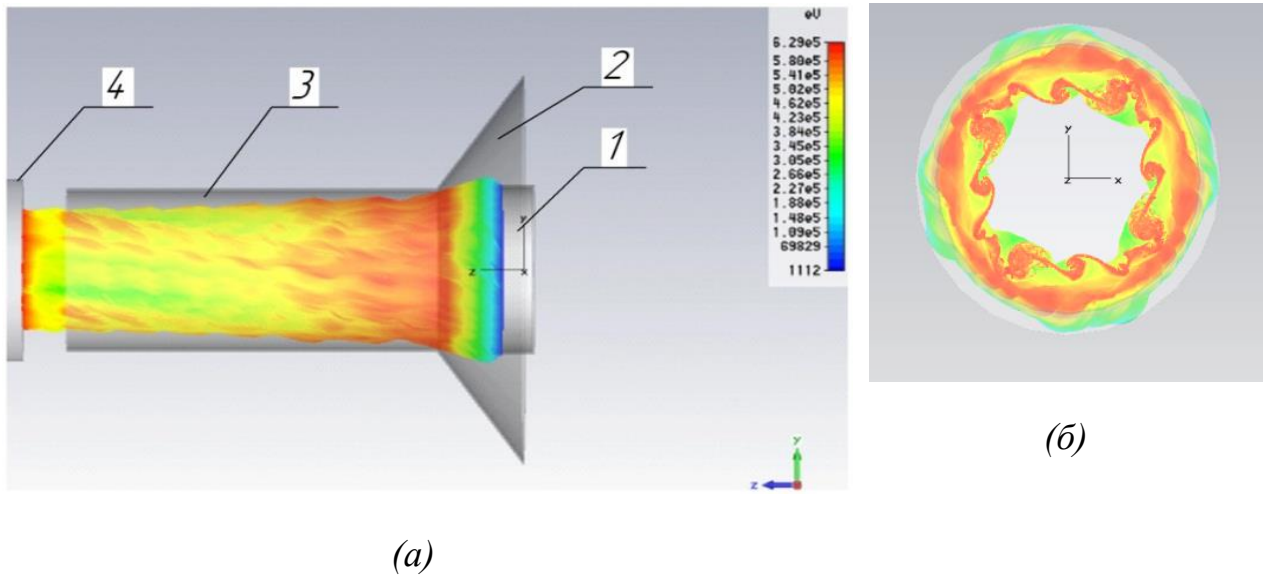 eV
6.29e5
5.80e5
5.41e5
5.02e5
4.62e5
4.23e5
3.84e5
3.45e5
3.05e5
2.66e5
2.27e5
1.88e5
1.48e5
1.09e5
69829
1112
4
3
2
1
y
z
x
y
z
y
z
x
(а)
(б)